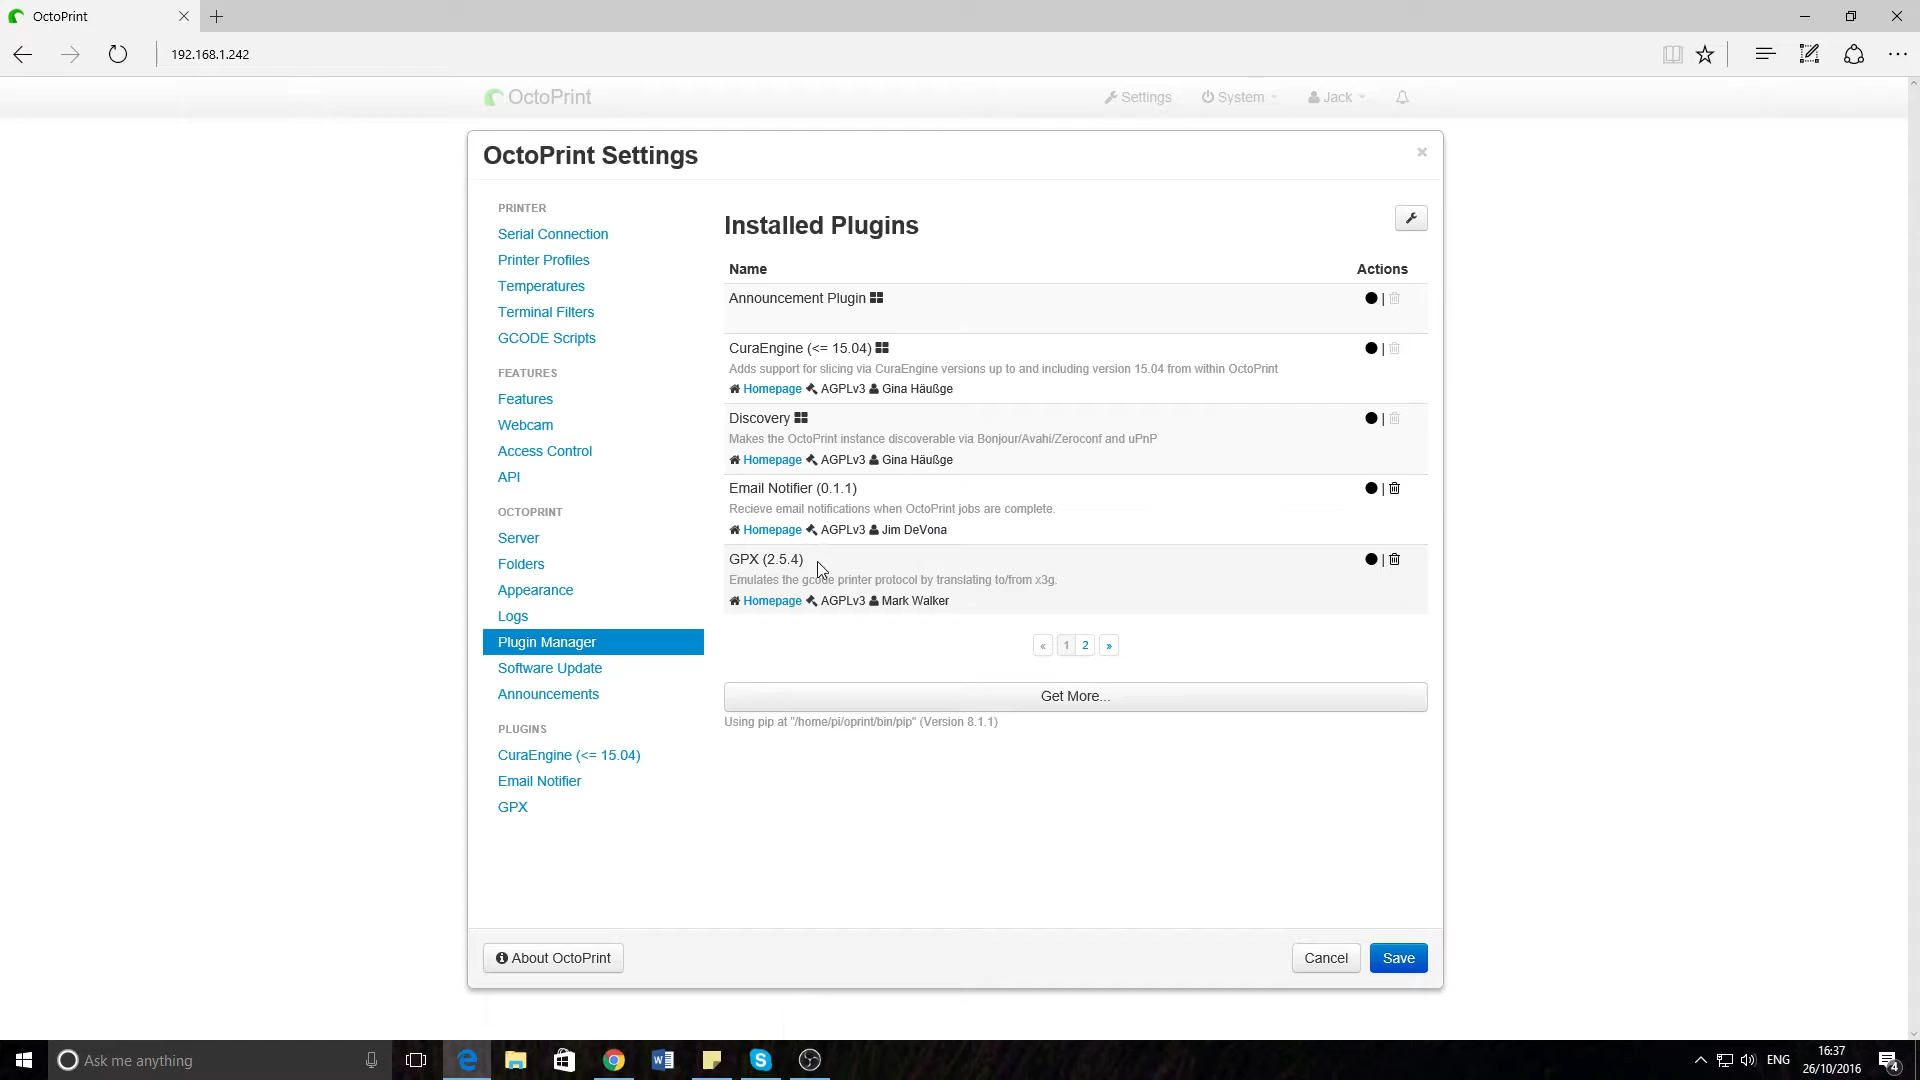 OctoPrint
192.168.1.242
OctoPrint
Settings
System
Jack
OctoPrint Settings
×
PRINTER
Serial Connection
Printer Profiles
Temperatures
Terminal Filters
GCODE Scripts
FEATURES
Features
Webcam
Access Control
API
OCTOPRINT
Server
Folders
Appearance
Logs
Plugin Manager
Software Update
Announcements
PLUGINS
CuraEngine (<= 15.04)
Email Notifier
GPX
Installed Plugins
Name Actions
Announcement Plugin |
CuraEngine (<= 15.04) |
Adds support for slicing via CuraEngine versions up to and including version 15.04 from within OctoPrint
Homepage AGPLv3 Gina Häußge
Discovery |
Makes the OctoPrint instance discoverable via Bonjour/Avahi/Zeroconf and uPnP
Homepage AGPLv3 Gina Häußge
Email Notifier (0.1.1) |
Recieve email notifications when OctoPrint jobs are complete.
Homepage AGPLv3 Jim DeVona
GPX (2.5.4) |
Emulates the gcode printer protocol by translating to/from x3g.
Homepage AGPLv3 Mark Walker
« 1 2 »
Get More...
Using pip at "/home/pi/oprint/bin/pip" (Version 8.1.1)
About OctoPrint
Cancel
Save
Ask me anything
ENG
16:37
26/10/2016
4